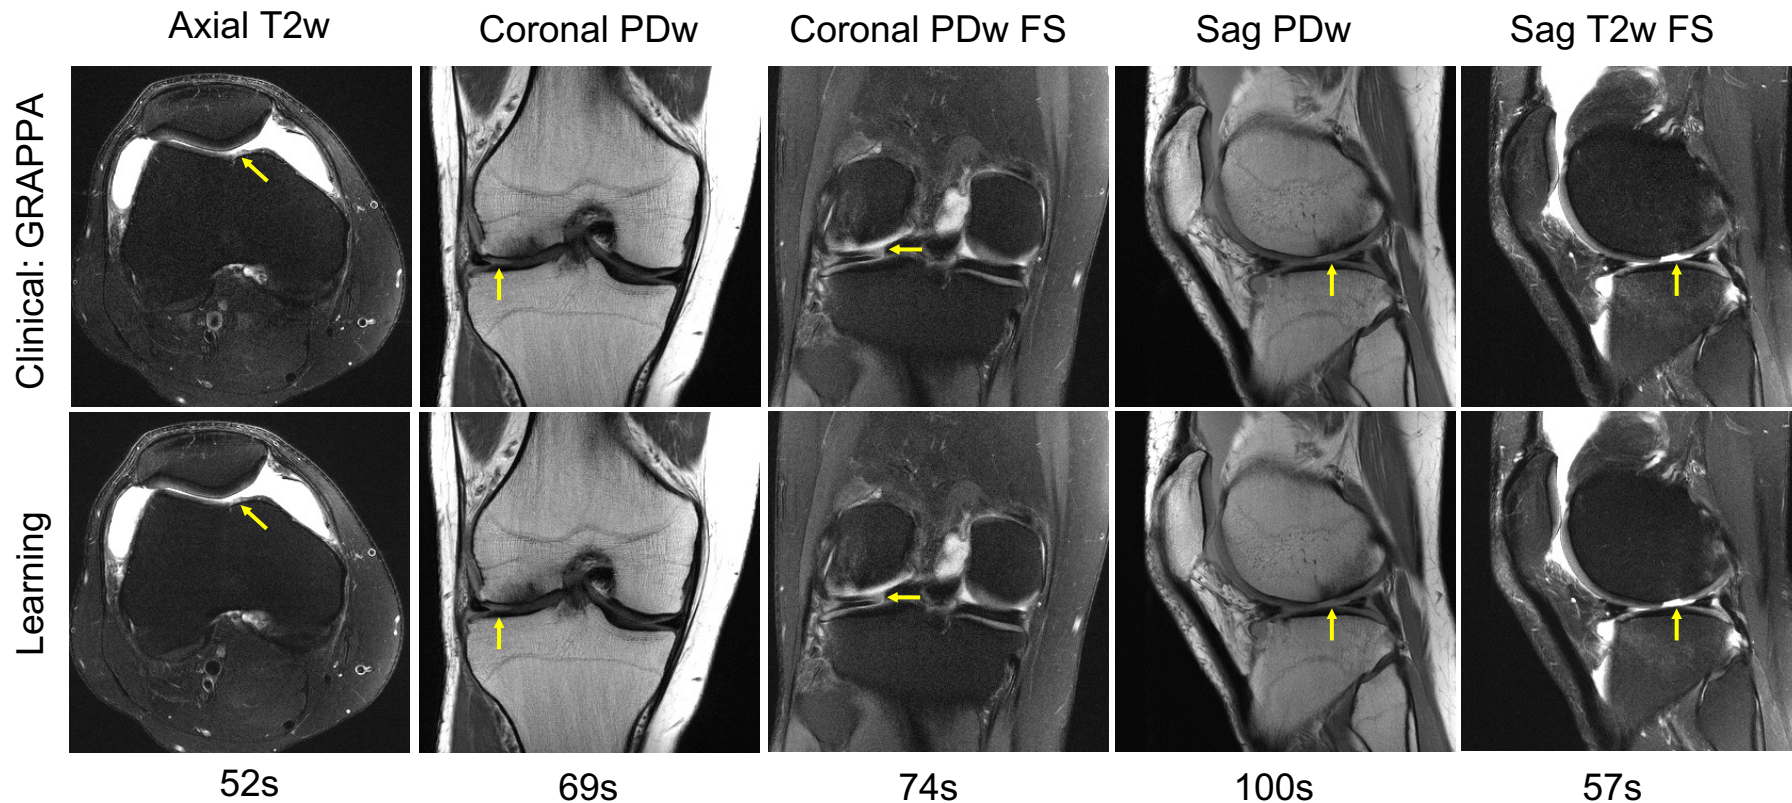 Axial T2w
Coronal PDw
Coronal PDw FS
Sag PDw
Sag T2w FS
Clinical: GRAPPA
Learning
52s
69s
74s
100s
57s